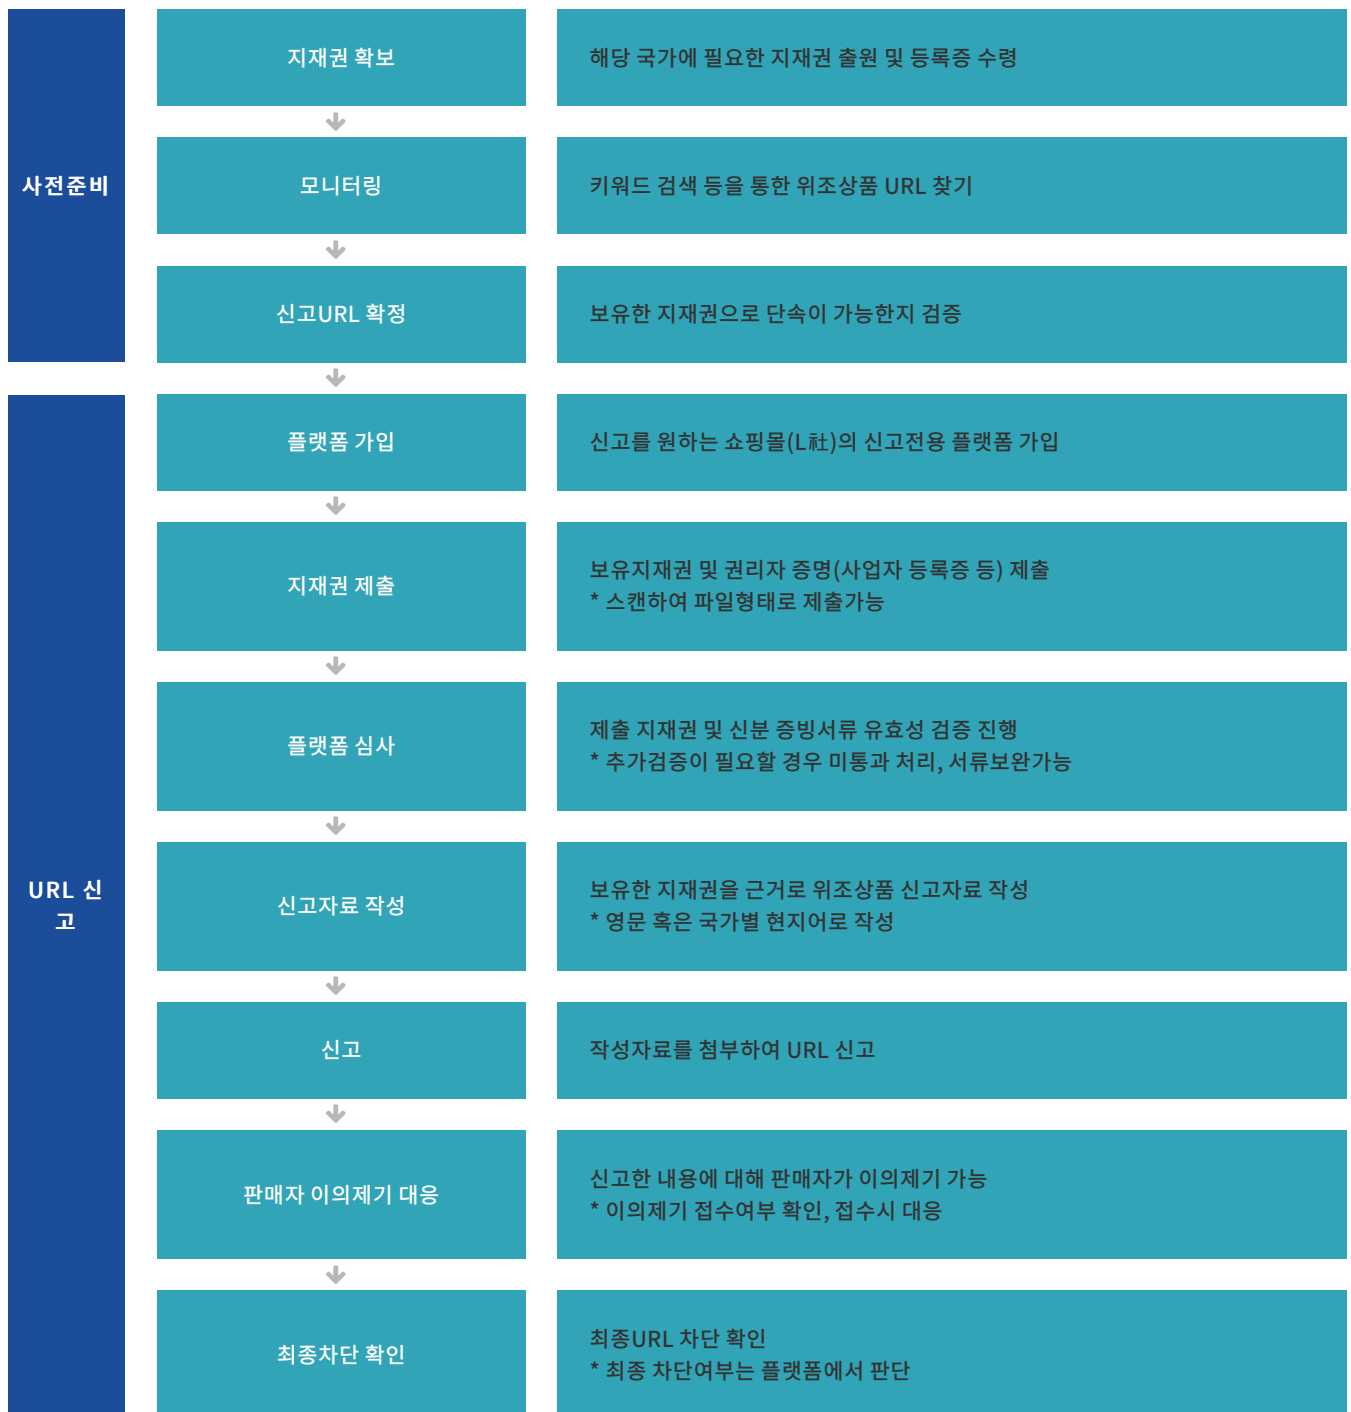 사전준비
지재권 확보
해당 국가에 필요한 지재권 출원 및 등록증 수령
모니터링
키워드 검색 등을 통한 위조상품 URL 찾기
신고URL 확정
보유한 지재권으로 단속이 가능한지 검증
URL 신
고
플랫폼 가입
신고를 원하는 쇼핑몰(L社)의 신고전용 플랫폼 가입
지재권 제출
보유지재권 및 권리자 증명(사업자 등록증 등) 제출
* 스캔하여 파일형태로 제출가능
플랫폼 심사
제출 지재권 및 신분 증빙서류 유효성 검증 진행
* 추가검증이 필요할 경우 미통과 처리, 서류보완가능
신고자료 작성
보유한 지재권을 근거로 위조상품 신고자료 작성
* 영문 혹은 국가별 현지어로 작성
신고
작성자료를 첨부하여 URL 신고
판매자 이의제기 대응
신고한 내용에 대해 판매자가 이의제기 가능
* 이의제기 접수여부 확인, 접수시 대응
최종차단 확인
최종URL 차단 확인
* 최종 차단여부는 플랫폼에서 판단